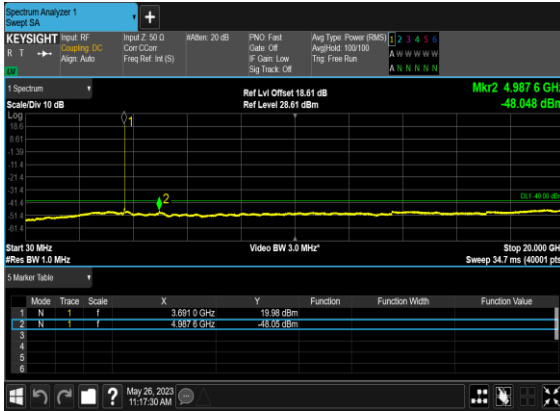 Spectrum Analyzer 1
Swept SA
+
KEYSIGHT Input: RF Input Z: 50 Ω #Atten: 20 dB PNO: Fast Avg Type: Power (RMS) 1 2 3 4 5 6
R T Coupling: DC Corr CCorr Gate: Off Avg|Hold: 100/100 A W W W W W
Align: Auto Freq Ref: Int (S) IF Gain: Low Trig: Free Run
Sig Track: Off A N N N N N
1 Spectrum Ref Lvl Offset 18.61 dB Mkr2 4.987 6 GHz
Scale/Div 10 dB Ref Level 28.61 dBm -48.048 dBm
Log
18.6
8.61
-1.39
-11.4
-21.4
-31.4
-41.4
-51.4
-61.4
1
2
DL1 -40.00 dBm
Start 30 MHz Video BW 3.0 MHz* Stop 20.000 GHz
#Res BW 1.0 MHz Sweep 34.7 ms (40001 pts)
5 Marker Table
Mode Trace Scale X Y Function Function Width Function Value
1 N 1 f 3.691 0 GHz 19.98 dBm
2 N 1 f 4.987 6 GHz -48.05 dBm
3
4
5
6
? May 26, 2023
11:17:30 AM